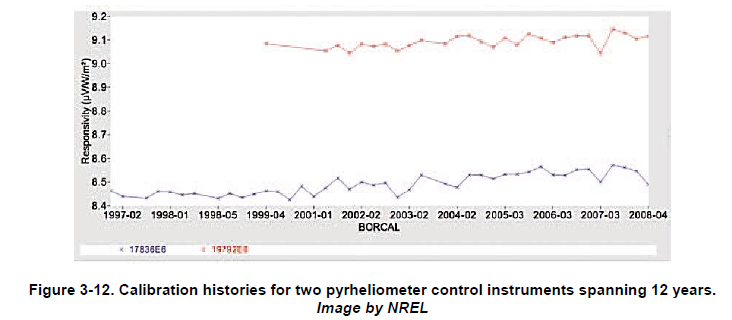 9.2
9.1
9.0
8.9
8.8
8.7
8.6
8.5
8.4
Responsivity (µV/W/m²)
1997-02 1998-01 1998-05 1999-04 2001-01 2002-02 2003-02 2004-02 2005-03 2006-03 2007-03 2008-04
BORCAL
17836E6
Figure 3-12. Calibration histories for two pyrheliometer control instruments spanning 12 years.
Image by NREL